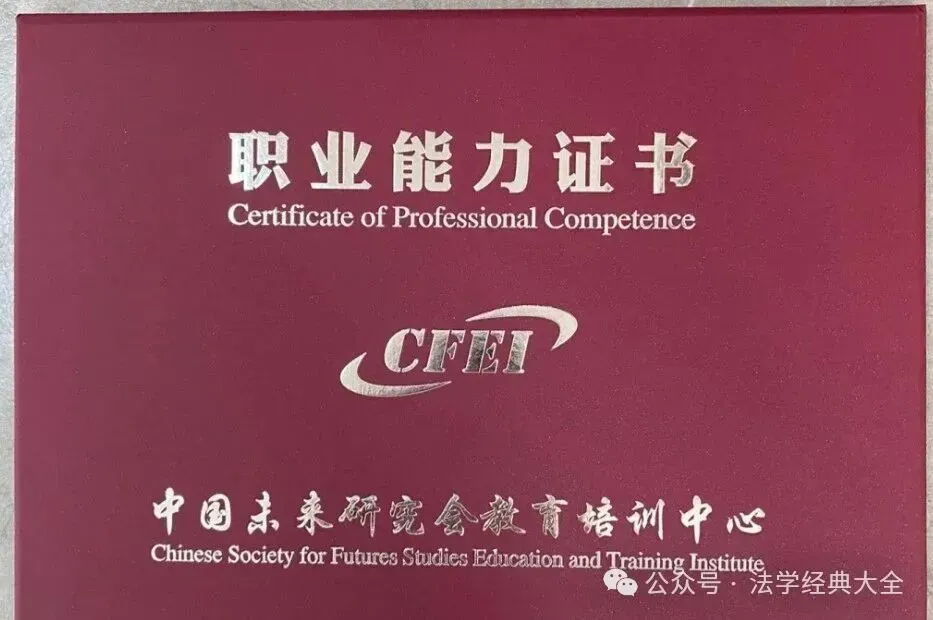 职业能力证书
Certificate of Professional Competence
CFEI
中国未来研究会教育培训中心
Chinese Society for Futures Studies Education and Training Institute
公众号·法学经典大全